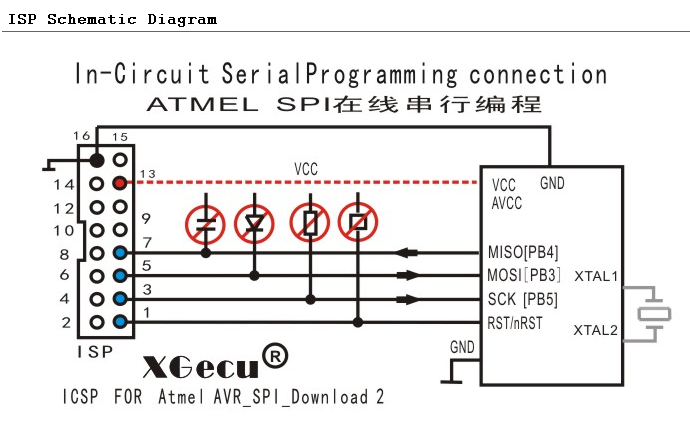 ISP Schematic Diagram
In-Circuit SerialProgramming connection
ATMEL SPI在线串行编程
16 15
14 13
12
10 9
8 7
6 5
4 3
2 1
ISP
VCC
VCC GND
AVCC
MISO[PB4]
MOSI[PB3]
SCK [PB5]
RST/nRST
XTAL1
XTAL2
GND
XGecu®
ICSP FOR Atmel AVR_SPI_Download 2